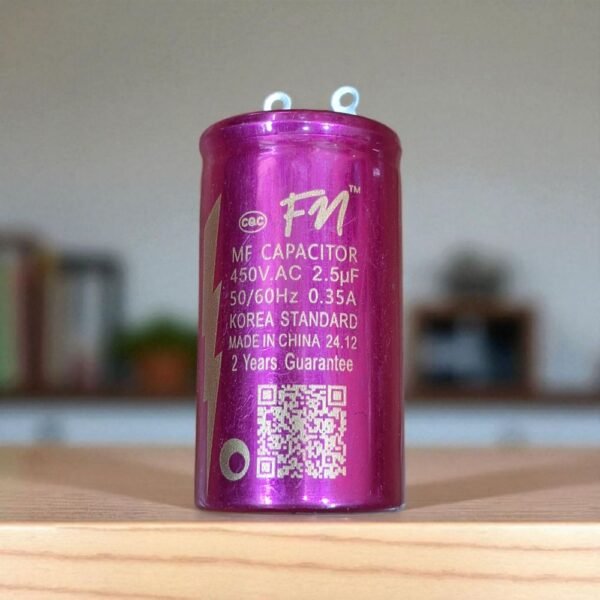 CQC FM™
MF CAPACITOR
450V.AC 2.5µF
50/60Hz 0.35A
KOREA STANDARD
MADE IN CHINA 24.12
2 Years Guarantee